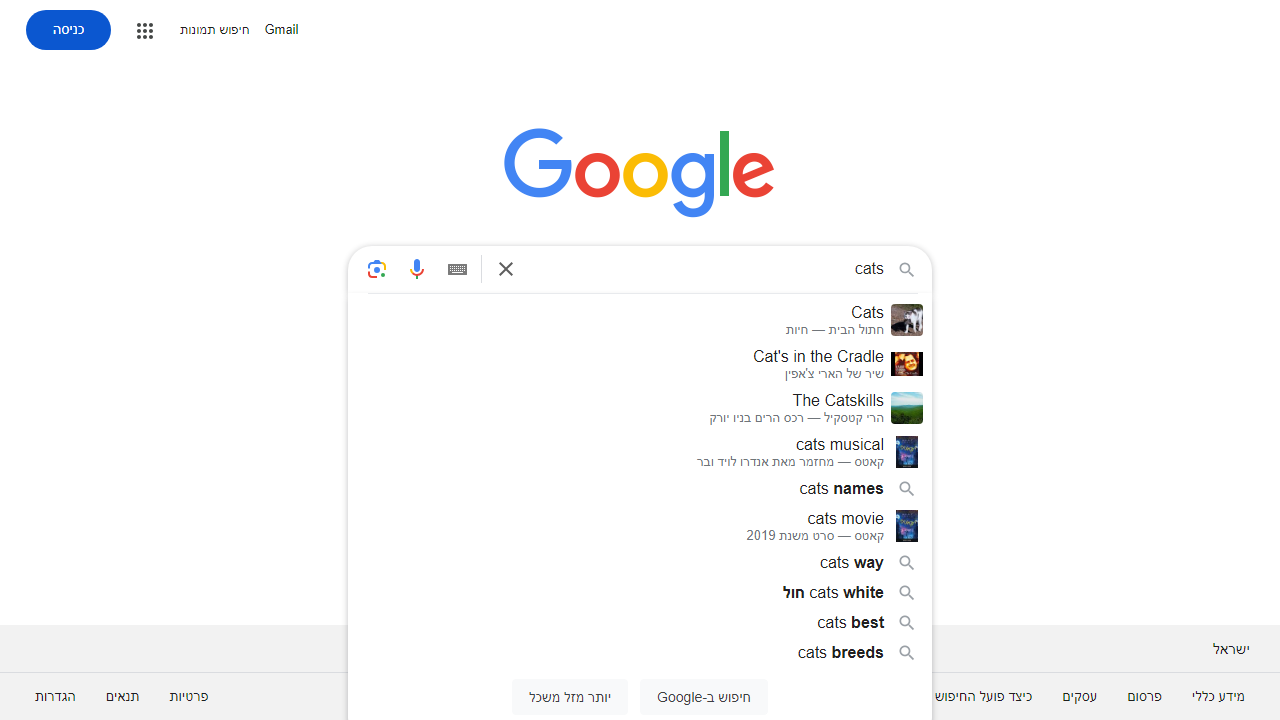 Gmail
חיפוש תמונות
כניסה
Google
cats
Cats
חתול הבית — חיות
Cat's in the Cradle
שיר של הארי צ'אפין
The Catskills
הרי קטסקיל — רכס הרים בניו יורק
cats musical
קאטס — מחזמר מאת אנדרו לויד ובר
cats names
cats movie
קאטס — סרט משנת 2019
cats way
חול cats white
cats best
cats breeds
חיפוש ב-Google
יותר מזל משכל
ישראל
מידע כללי
פרסום
עסקים
כיצד פועל החיפוש
פרטיות
תנאים
הגדרות